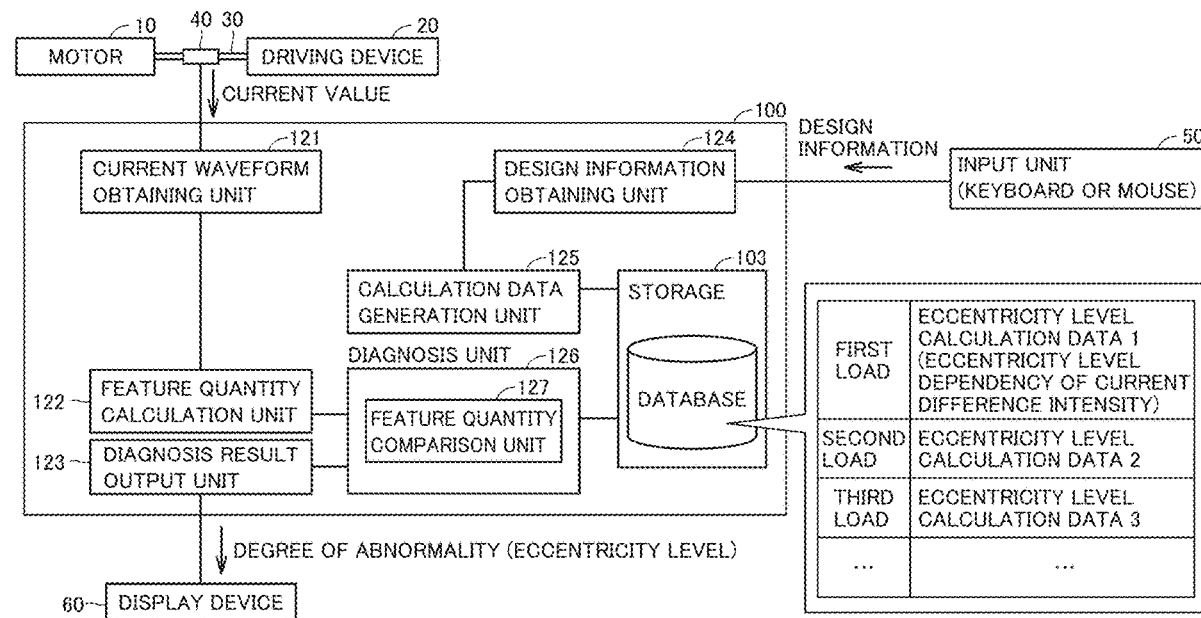 10
40
30
20
MOTOR
DRIVING DEVICE
CURRENT VALUE
100
121
CURRENT WAVEFORM
OBTAINING UNIT
124
DESIGN INFORMATION
OBTAINING UNIT
DESIGN
INFORMATION
50
INPUT UNIT
(KEYBOARD OR MOUSE)
125
CALCULATION DATA
GENERATION UNIT
103
STORAGE
DATABASE
DIAGNOSIS UNIT
126
127
FEATURE QUANTITY
COMPARISON UNIT
122
FEATURE QUANTITY
CALCULATION UNIT
123
DIAGNOSIS RESULT
OUTPUT UNIT
FIRST
LOAD
ECCENTRICITY LEVEL
CALCULATION DATA 1
(ECCENTRICITY LEVEL
DEPENDENCY OF CURRENT
DIFFERENCE INTENSITY)
SECOND
LOAD
ECCENTRICITY LEVEL
CALCULATION DATA 2
THIRD
LOAD
ECCENTRICITY LEVEL
CALCULATION DATA 3
...
...
DEGREE OF ABNORMALITY (ECCENTRICITY LEVEL)
60
DISPLAY DEVICE